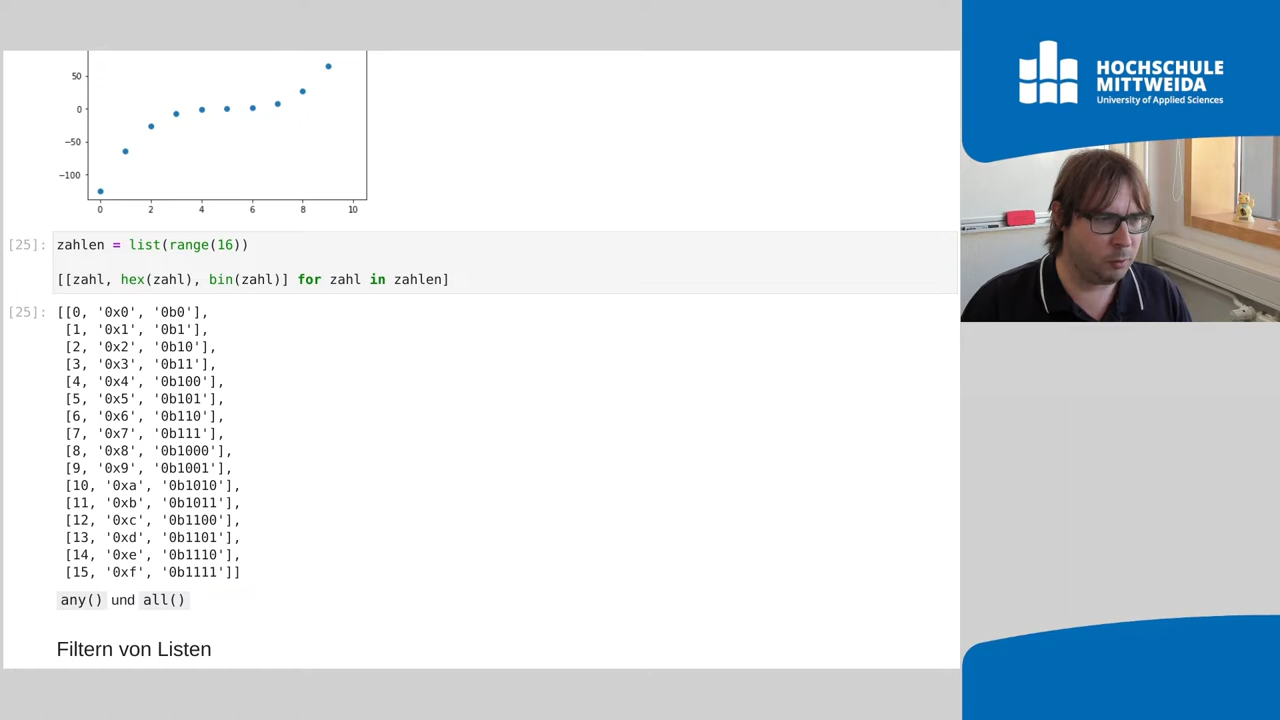 HOCHSCHULE
MITTWEIDA
University of Applied Sciences
50
0
−50
−100
0 2 4 6 8 10
[25]: zahlen = list(range(16))
[[zahl, hex(zahl), bin(zahl)] for zahl in zahlen]
[25]: [[0, '0x0', '0b0'],
[1, '0x1', '0b1'],
[2, '0x2', '0b10'],
[3, '0x3', '0b11'],
[4, '0x4', '0b100'],
[5, '0x5', '0b101'],
[6, '0x6', '0b110'],
[7, '0x7', '0b111'],
[8, '0x8', '0b1000'],
[9, '0x9', '0b1001'],
[10, '0xa', '0b1010'],
[11, '0xb', '0b1011'],
[12, '0xc', '0b1100'],
[13, '0xd', '0b1101'],
[14, '0xe', '0b1110'],
[15, '0xf', '0b1111']]
any() und all()
Filtern von Listen